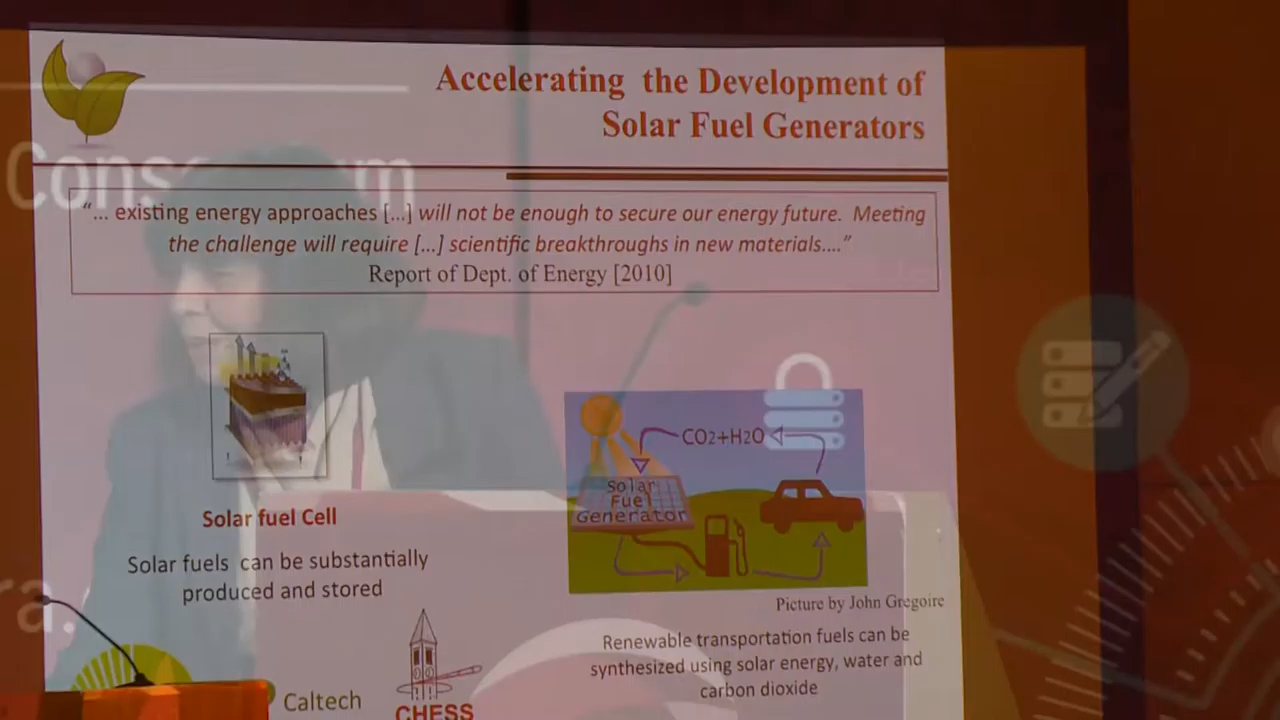 Accelerating the Development of
Solar Fuel Generators
"... existing energy approaches [...] will not be enough to secure our energy future. Meeting
the challenge will require [...] scientific breakthroughs in new materials...."
Report of Dept. of Energy [2010]
CO2+H2O
Solar
Fuel
Generator
Solar fuel Cell
Picture by John Gregoire
Solar fuels can be substantially
produced and stored
Renewable transportation fuels can be
synthesized using solar energy, water and
carbon dioxide
Caltech
CHESS